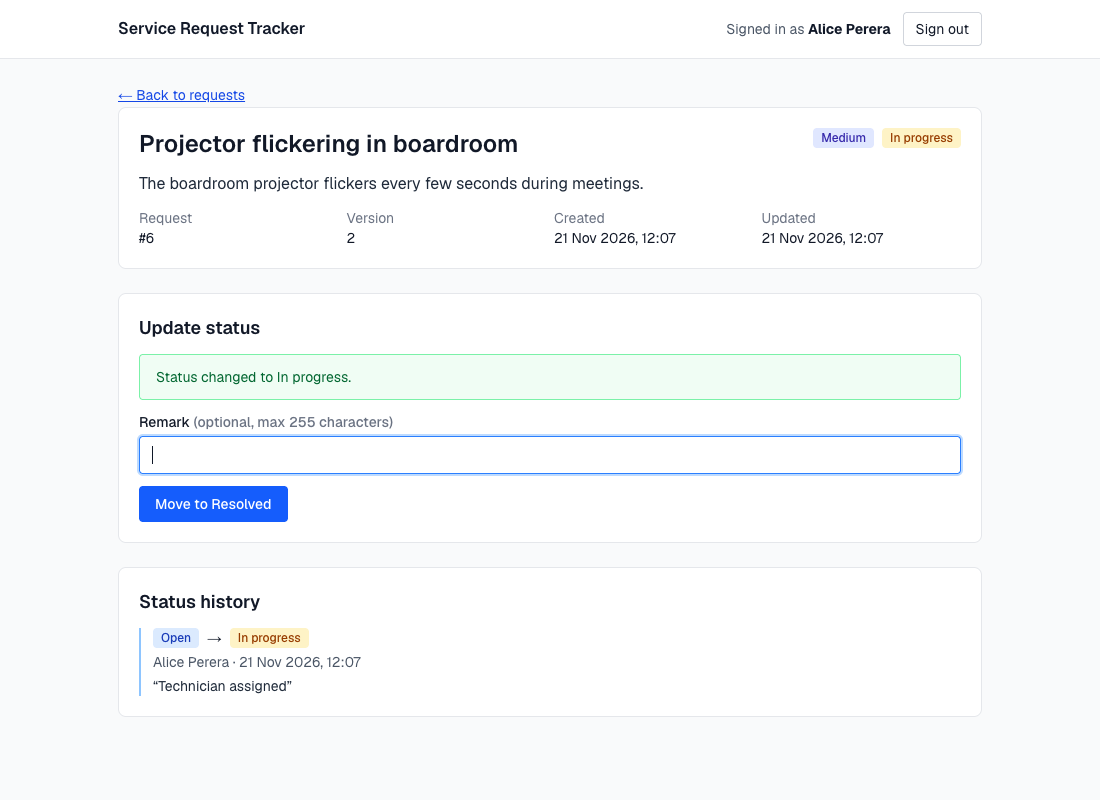 Service Request Tracker
Signed in as Alice Perera
Sign out
← Back to requests
Projector flickering in boardroom
Medium
In progress
The boardroom projector flickers every few seconds during meetings.
Request
Version
Created
Updated
#6
2
21 Nov 2026, 12:07
21 Nov 2026, 12:07
Update status
Status changed to In progress.
Remark (optional, max 255 characters)
Move to Resolved
Status history
Open → In progress
Alice Perera · 21 Nov 2026, 12:07
“Technician assigned”